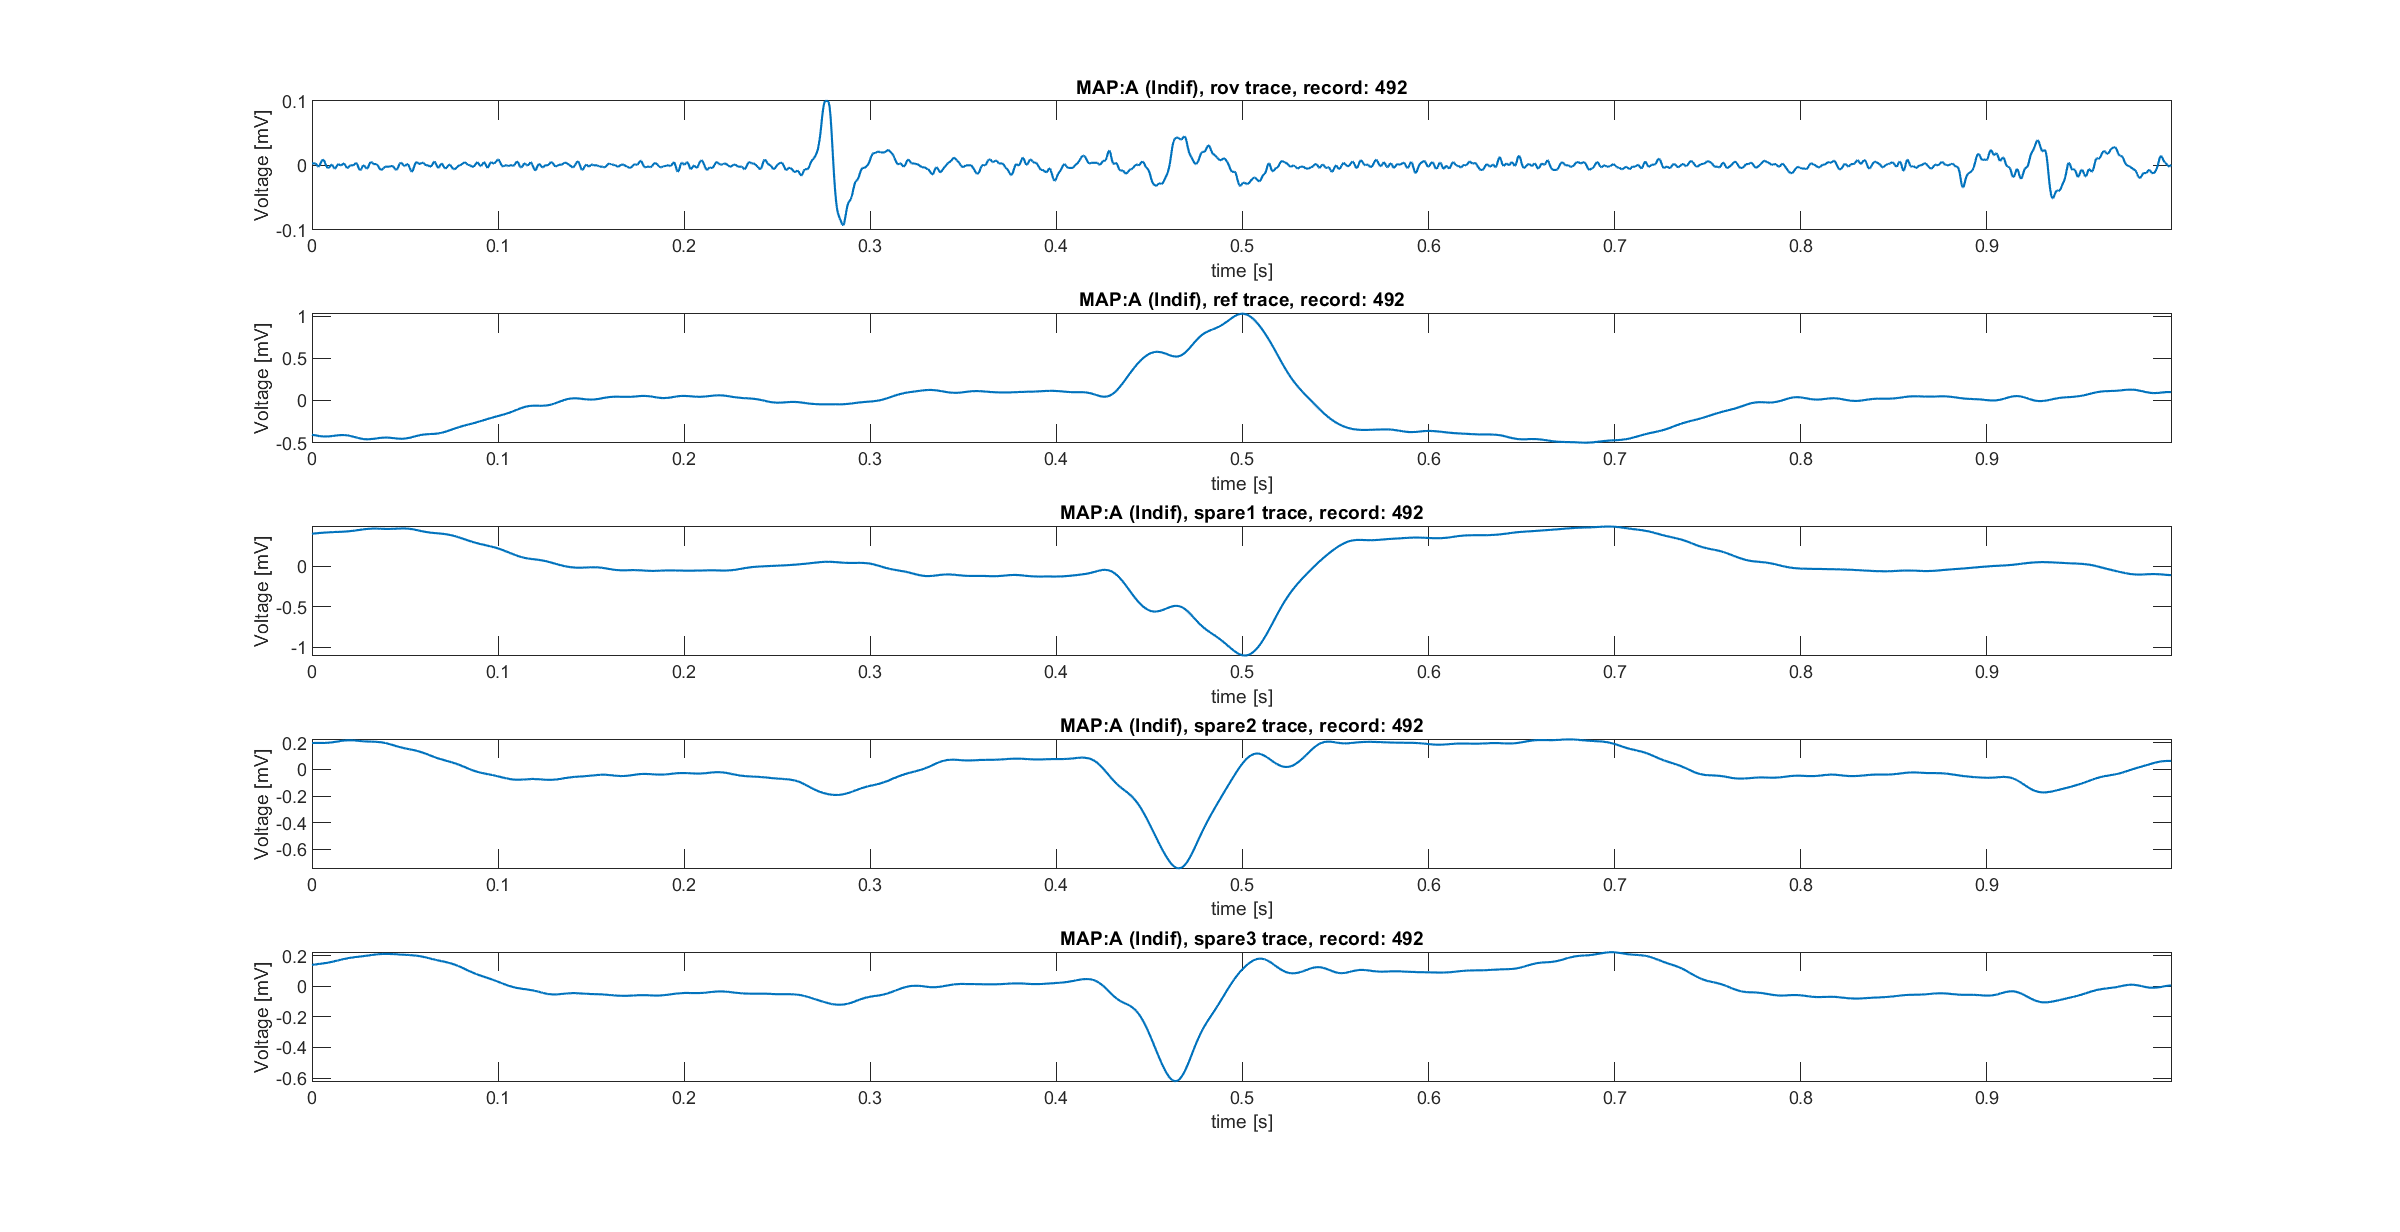 MAP:A (Indif), rov trace, record: 492
Voltage [mV]
0.1
0
-0.1
0 0.1 0.2 0.3 0.4 0.5 0.6 0.7 0.8 0.9
time [s]
MAP:A (Indif), ref trace, record: 492
Voltage [mV]
1
0.5
0
-0.5
0 0.1 0.2 0.3 0.4 0.5 0.6 0.7 0.8 0.9
time [s]
MAP:A (Indif), spare1 trace, record: 492
Voltage [mV]
0
-0.5
-1
0 0.1 0.2 0.3 0.4 0.5 0.6 0.7 0.8 0.9
time [s]
MAP:A (Indif), spare2 trace, record: 492
Voltage [mV]
0.2
0
-0.2
-0.4
-0.6
0 0.1 0.2 0.3 0.4 0.5 0.6 0.7 0.8 0.9
time [s]
MAP:A (Indif), spare3 trace, record: 492
Voltage [mV]
0.2
0
-0.2
-0.4
-0.6
0 0.1 0.2 0.3 0.4 0.5 0.6 0.7 0.8 0.9
time [s]